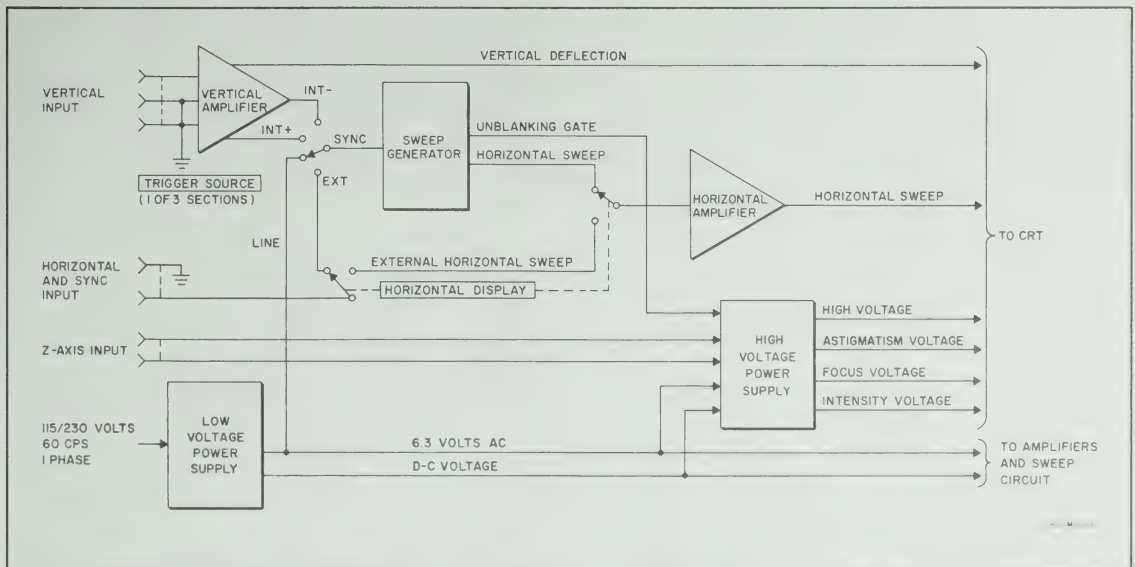 VERTICAL DEFLECTION
VERTICAL
INPUT
VERTICAL
AMPLIFIER
INT-
INT+
SYNC
EXT
TRIGGER SOURCE
(1 OF 3 SECTIONS)
LINE
SWEEP
GENERATOR
UNBLANKING GATE
HORIZONTAL SWEEP
HORIZONTAL
AMPLIFIER
HORIZONTAL SWEEP
TO CRT
HORIZONTAL
AND SYNC
INPUT
EXTERNAL HORIZONTAL SWEEP
HORIZONTAL DISPLAY
Z-AXIS INPUT
HIGH
VOLTAGE
POWER
SUPPLY
HIGH VOLTAGE
ASTIGMATISM VOLTAGE
FOCUS VOLTAGE
INTENSITY VOLTAGE
115/230 VOLTS
60 CPS
1 PHASE
LOW
VOLTAGE
POWER
SUPPLY
6.3 VOLTS AC
D-C VOLTAGE
TO AMPLIFIERS
AND SWEEP
CIRCUIT